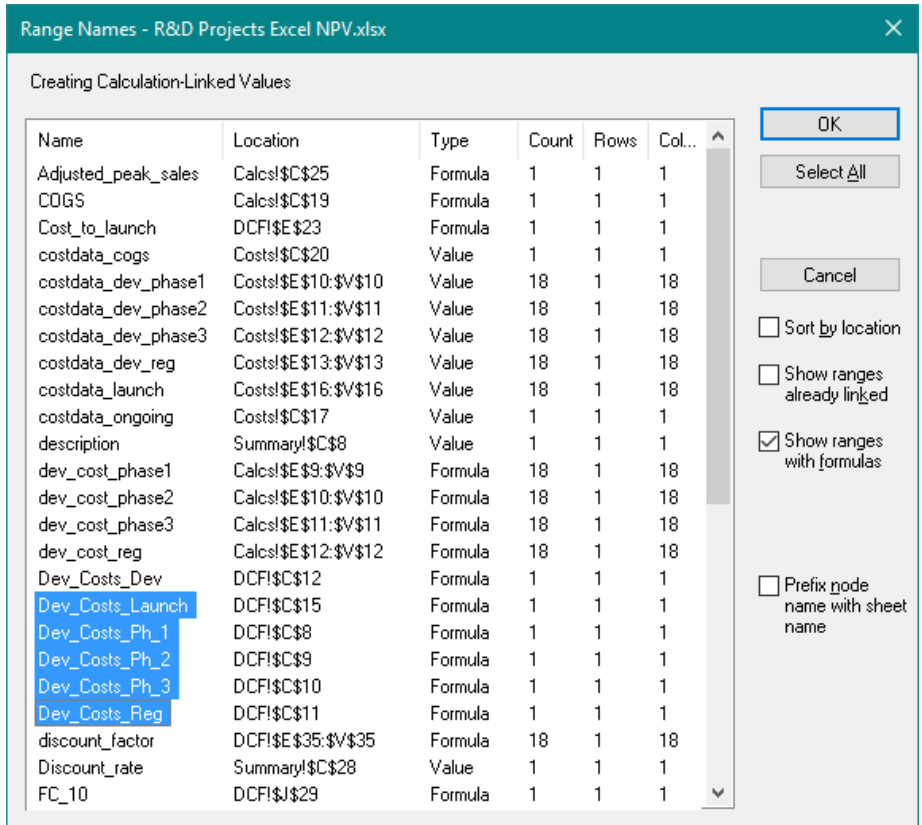 Range Names - R&D Projects Excel NPV.xlsx
Creating Calculation-Linked Values
Name Location Type Count Rows Col...
Adjusted_peak_sales Calcs!$C$25 Formula 1 1 1
COGS Calcs!$C$19 Formula 1 1 1
Cost_to_launch DCF!$E$23 Formula 1 1 1
costdata_cogs Costs!$C$20 Value 1 1 1
costdata_dev_phase1 Costs!$E$10:$V$10 Value 18 1 18
costdata_dev_phase2 Costs!$E$11:$V$11 Value 18 1 18
costdata_dev_phase3 Costs!$E$12:$V$12 Value 18 1 18
costdata_dev_reg Costs!$E$13:$V$13 Value 18 1 18
costdata_launch Costs!$E$16:$V$16 Value 18 1 18
costdata_ongoing Costs!$C$17 Value 1 1 1
description Summary!$C$8 Value 1 1 1
dev_cost_phase1 Calcs!$E$9:$V$9 Formula 18 1 18
dev_cost_phase2 Calcs!$E$10:$V$10 Formula 18 1 18
dev_cost_phase3 Calcs!$E$11:$V$11 Formula 18 1 18
dev_cost_reg Calcs!$E$12:$V$12 Formula 18 1 18
Dev_Costs_Dev DCF!$C$12 Formula 1 1 1
Dev_Costs_Launch DCF!$C$15 Formula 1 1 1
Dev_Costs_Ph_1 DCF!$C$8 Formula 1 1 1
Dev_Costs_Ph_2 DCF!$C$9 Formula 1 1 1
Dev_Costs_Ph_3 DCF!$C$10 Formula 1 1 1
Dev_Costs_Reg DCF!$C$11 Formula 1 1 1
discount_factor DCF!$E$35:$V$35 Formula 18 1 18
Discount_rate Summary!$C$28 Value 1 1 1
FC_10 DCF!$J$29 Formula 1 1 1
OK
Select All
Cancel
Sort by location
Show ranges
already linked
Show ranges
with formulas
Prefix node
name with sheet
name